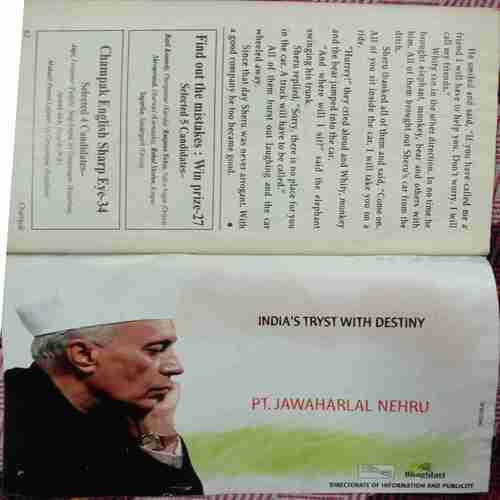 He smiled and said, "If you have called me a
friend I will have to help you. Don't worry. I will
call my friends."
Whity ran in the other direction. In no time he
brought elephant, monkey, bear and others with
him. All of them brought out Sheru's car from the
ditch.
Sheru thanked all of them and said, "Come on,
All of you sit inside the car. I will take you on a
ride.
"Hurrey!" they cried aloud and Whity, monkey
and the bear jumped into the car.
"And where will I sit?" said the elephant
swinging his trunk.
Sheru replied, "Sorry, there is no place for you
in the car. A truck will have to be called."
All of them burst out laughing and the car
wheeled away.
Since that day Sheru was never arrogant. With
a good company he too became good.
Find out the mistakes : Win prize-27
Selected 5 Candidates–
Champak English Sharp Eye-34
Selected 4 Candidates–
52
Champak
INDIA'S TRYST WITH DESTINY
PT. JAWAHARLAL NEHRU
Bhagidari
DIRECTORATE OF INFORMATION AND PUBLICITY